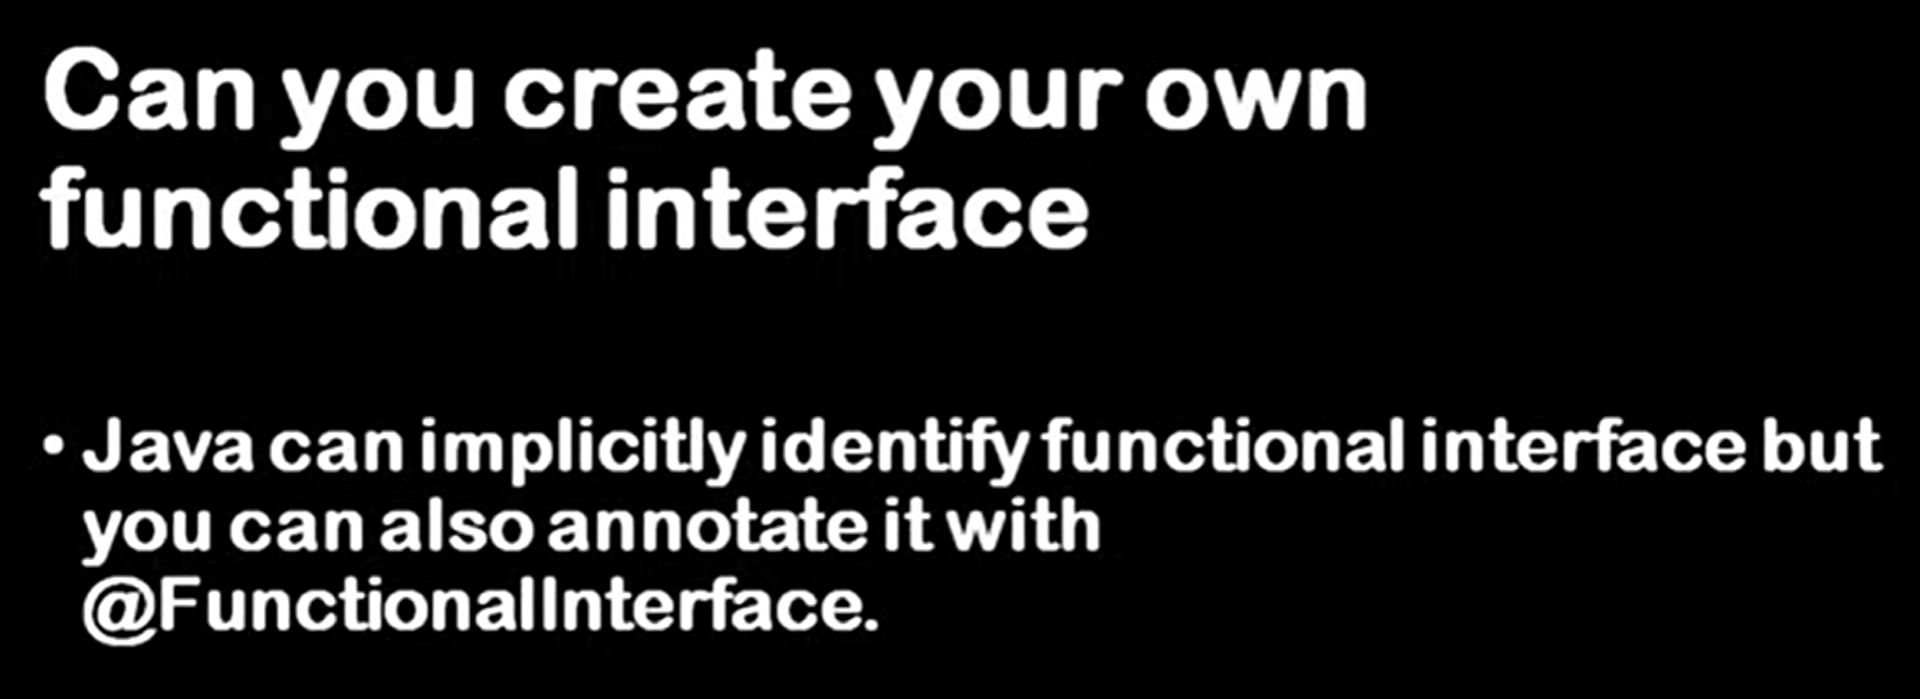 Can you create your own
functional interface
• Java can implicitly identify functional interface but
you can also annotate it with
@FunctionalInterface.